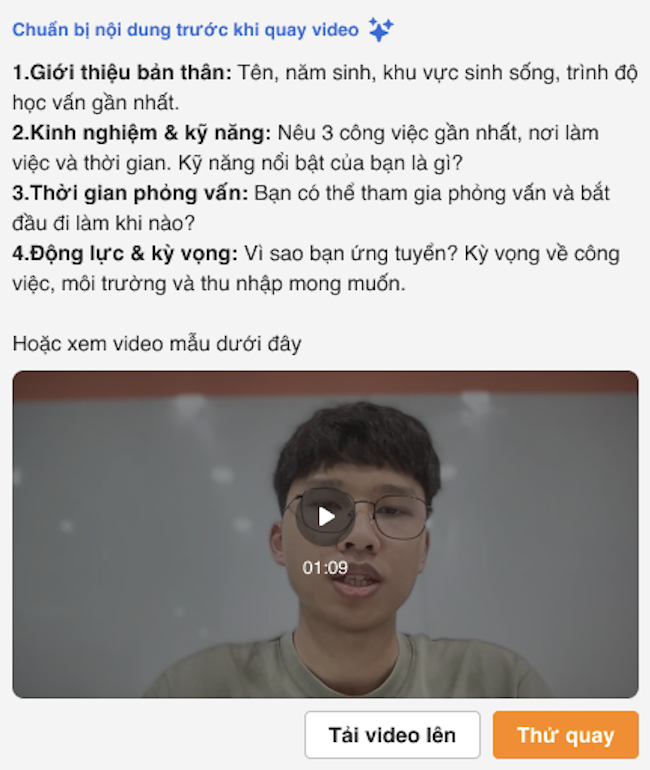 Chuẩn bị nội dung trước khi quay video
1.Giới thiệu bản thân: Tên, năm sinh, khu vực sinh sống, trình độ
học vấn gần nhất.
2.Kinh nghiệm & kỹ năng: Nêu 3 công việc gần nhất, nơi làm
việc và thời gian. Kỹ năng nổi bật của bạn là gì?
3.Thời gian phỏng vấn: Bạn có thể tham gia phỏng vấn và bắt
đầu đi làm khi nào?
4.Động lực & kỳ vọng: Vì sao bạn ứng tuyển? Kỳ vọng về công
việc, môi trường và thu nhập mong muốn.
Hoặc xem video mẫu dưới đây
01:09
Tải video lên
Thử quay